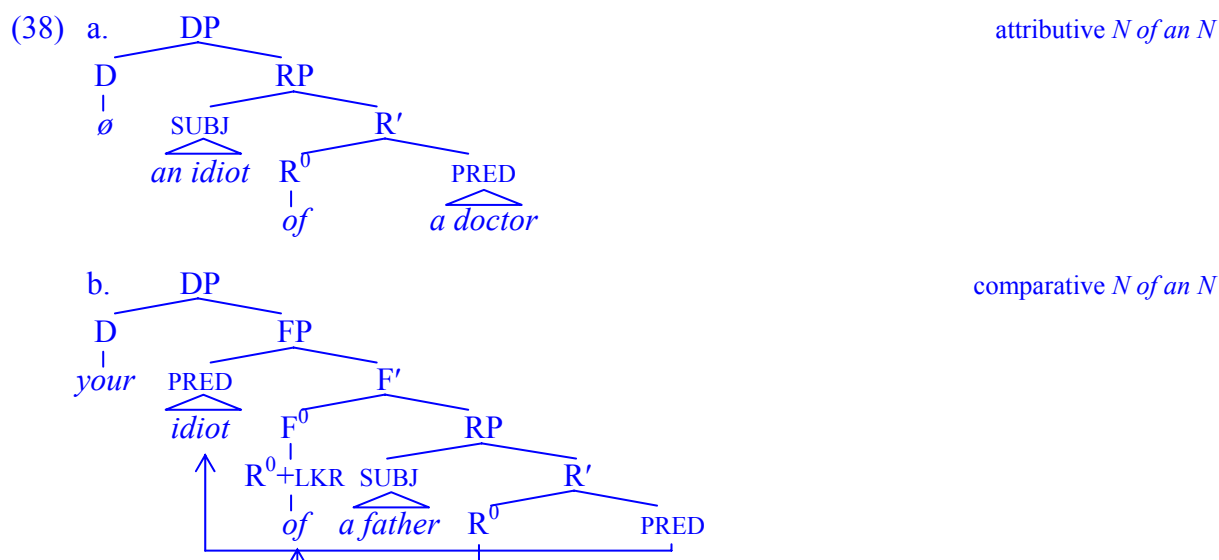 (38) a. DP attributive N of an N
D RP
ø SUBJ R′
an idiot R⁰ PRED
of a doctor
b. DP comparative N of an N
D FP
your PRED F′
idiot F⁰ RP
R⁰+LKR SUBJ R′
of a father R⁰ PRED